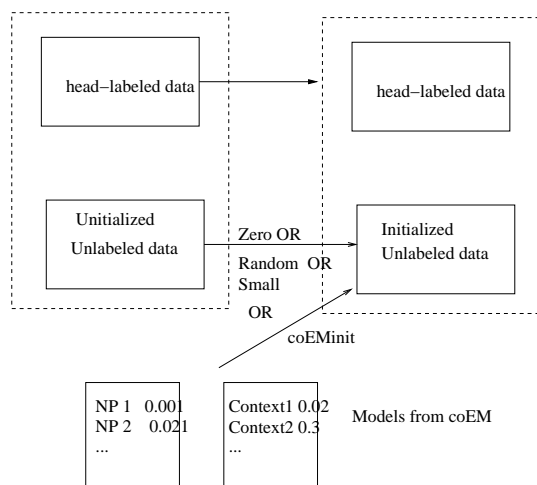 head−labeled data
head−labeled data
Unitialized
Unlabeled data
Zero OR
Random OR
Small
OR
coEMinit
Initialized
Unlabeled data
NP 1 0.001
NP 2 0.021
...
Context1 0.02
Context2 0.3
...
Models from coEM